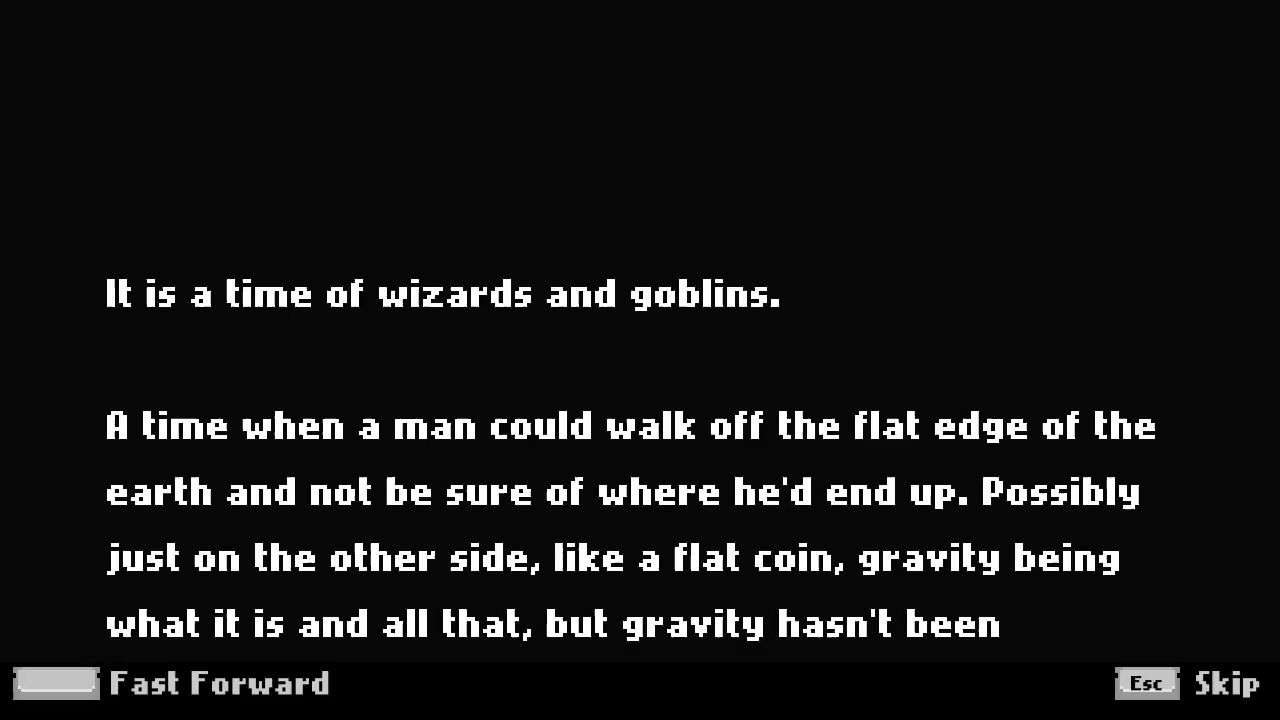 It is a time of wizards and goblins.
A time when a man could walk off the flat edge of the
earth and not be sure of where he'd end up. Possibly
just on the other side, like a flat coin, gravity being
what it is and all that, but gravity hasn't been
Fast Forward
Esc Skip